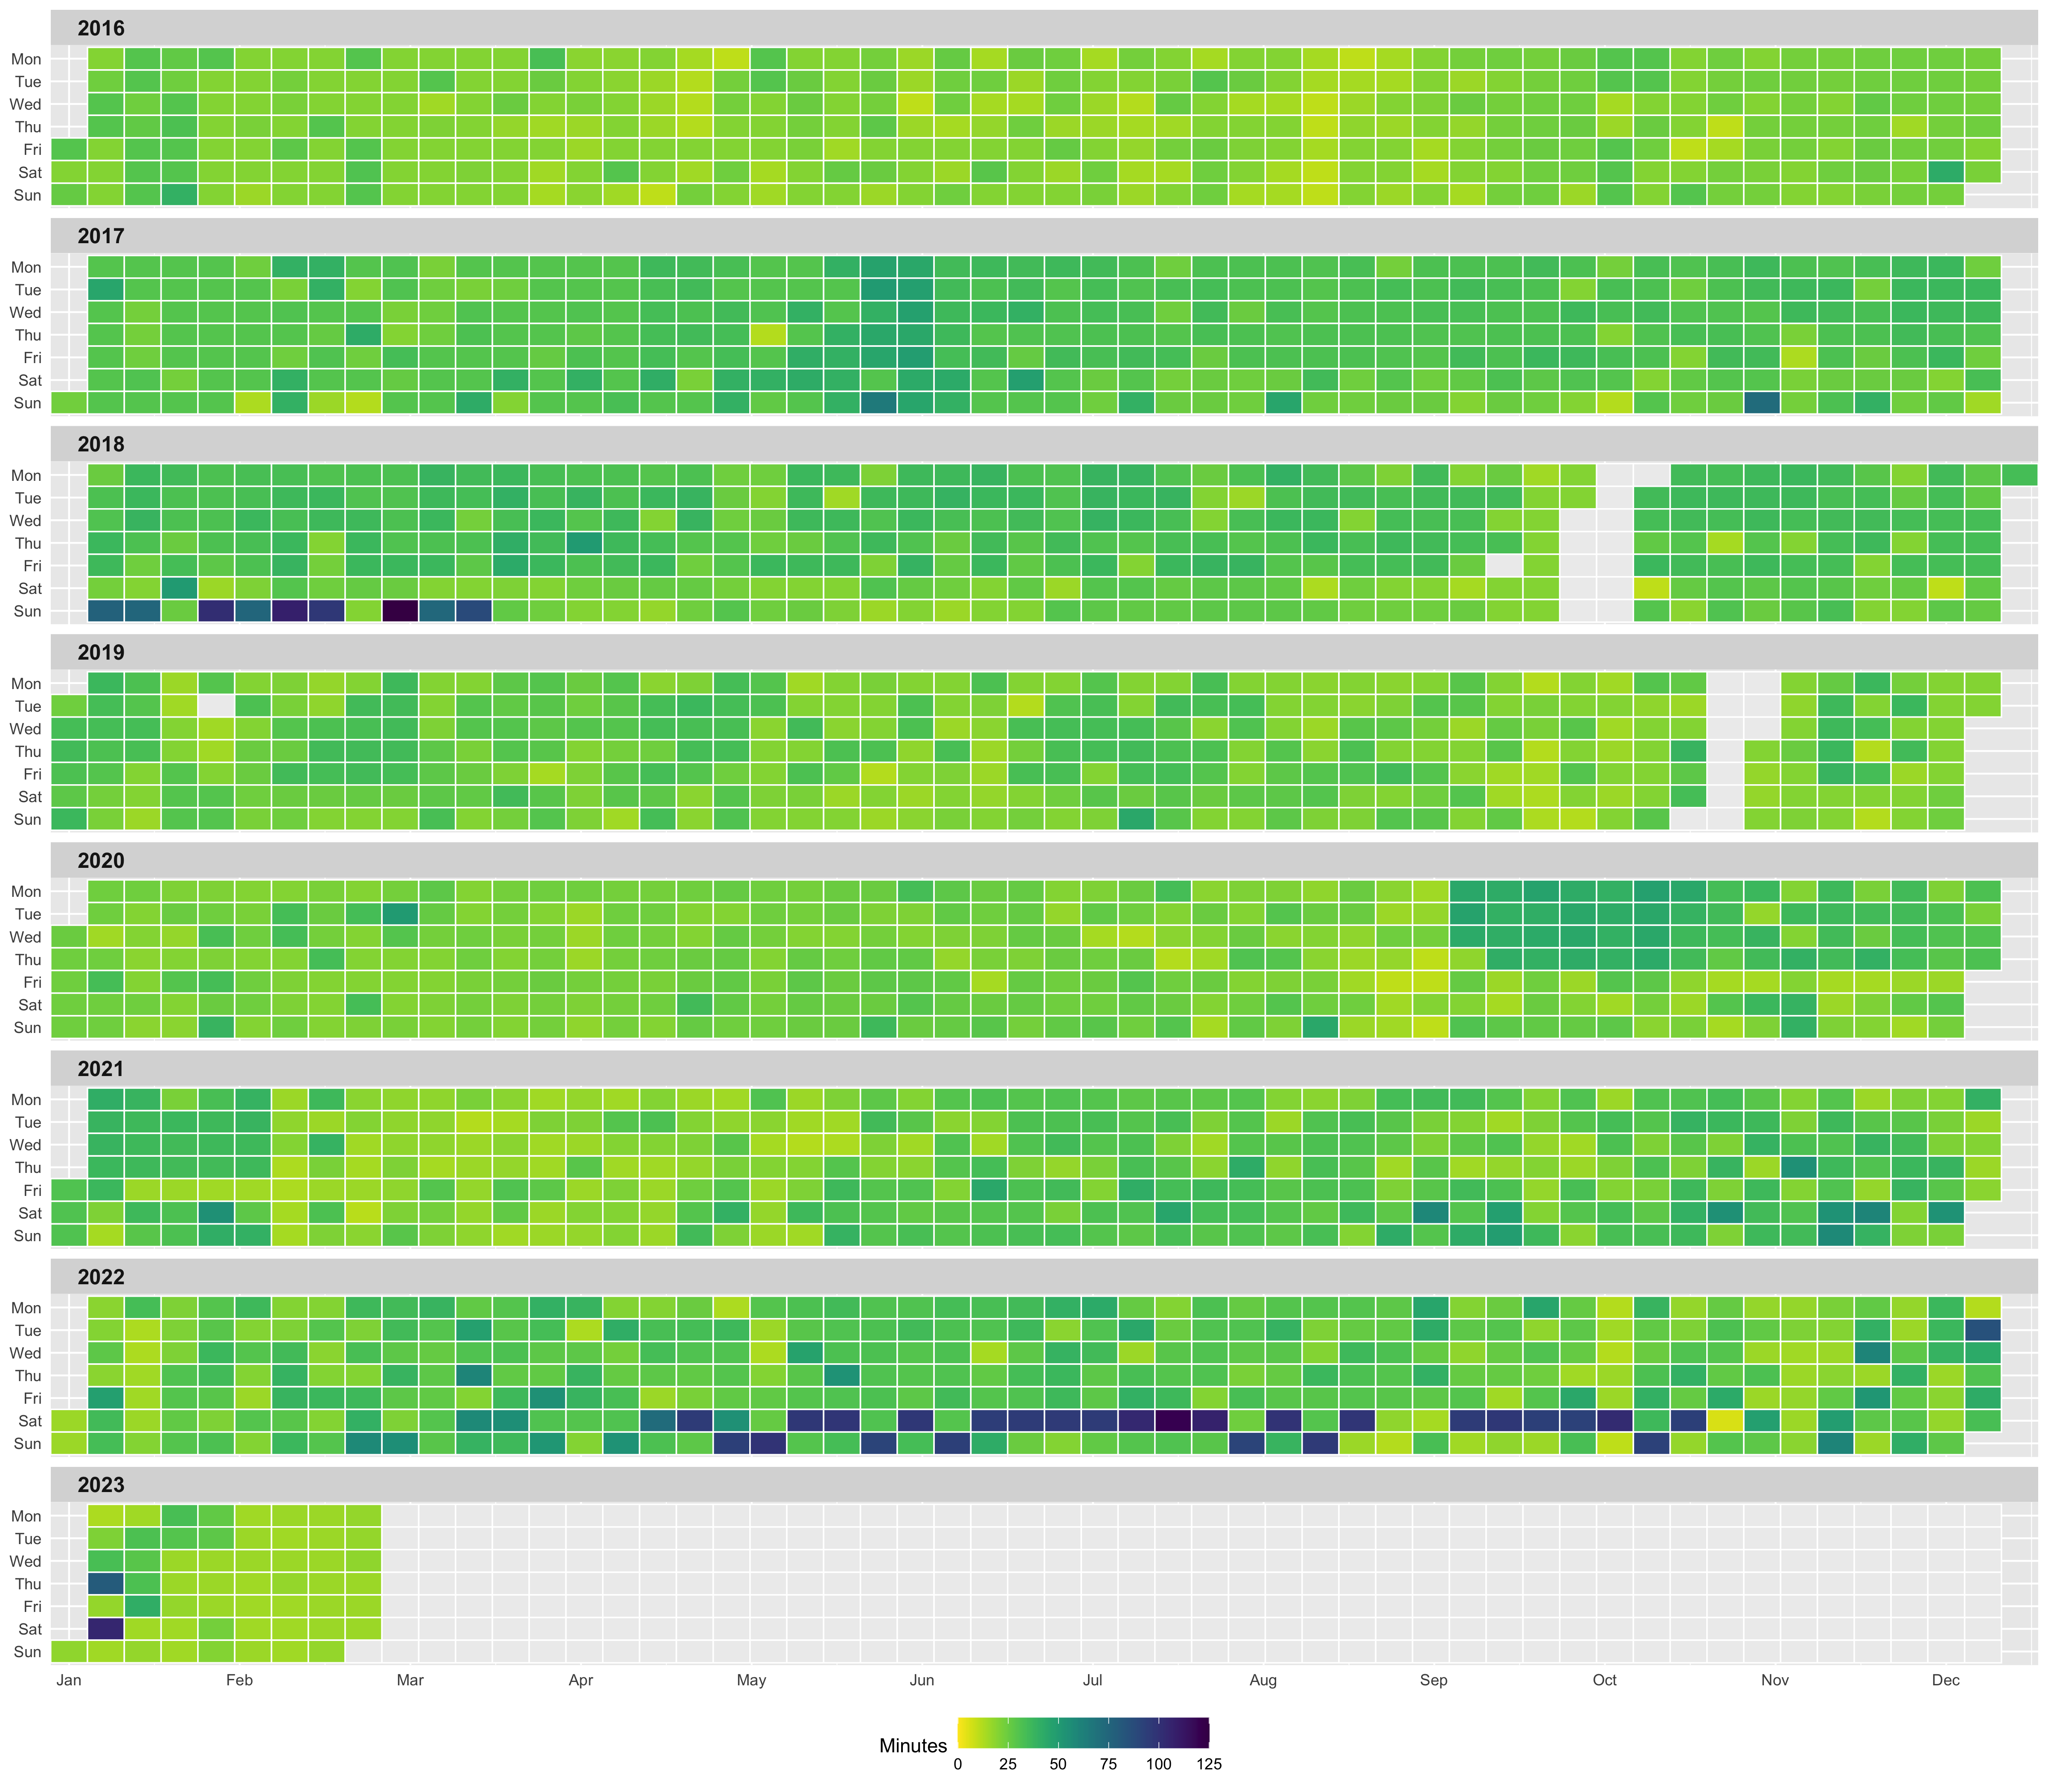 2016
Mon
Tue
Wed
Thu
Fri
Sat
Sun
2017
Mon
Tue
Wed
Thu
Fri
Sat
Sun
2018
Mon
Tue
Wed
Thu
Fri
Sat
Sun
2019
Mon
Tue
Wed
Thu
Fri
Sat
Sun
2020
Mon
Tue
Wed
Thu
Fri
Sat
Sun
2021
Mon
Tue
Wed
Thu
Fri
Sat
Sun
2022
Mon
Tue
Wed
Thu
Fri
Sat
Sun
2023
Mon
Tue
Wed
Thu
Fri
Sat
Sun
Jan Feb Mar Apr May Jun Jul Aug Sep Oct Nov Dec
Minutes
0 25 50 75 100 125